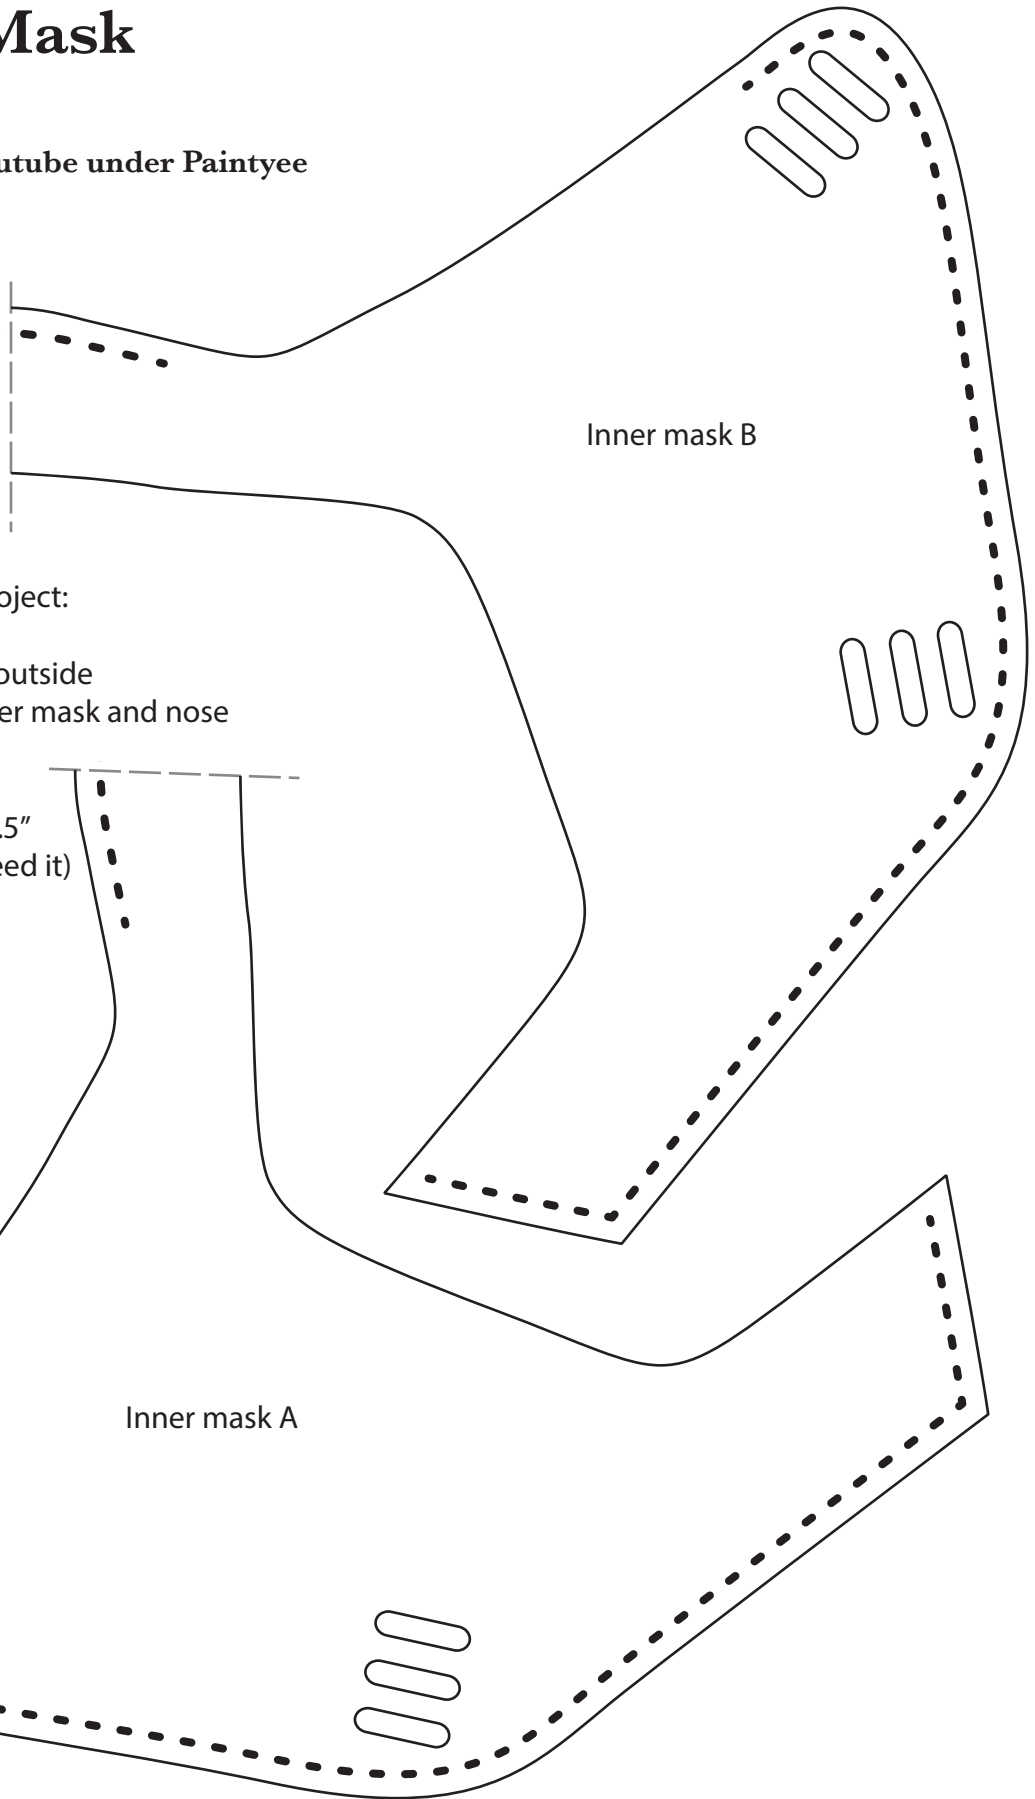 Mask
utube under Paintyee
Inner mask B
oject:
outside
er mask and nose
.5”
eed it)
Inner mask A